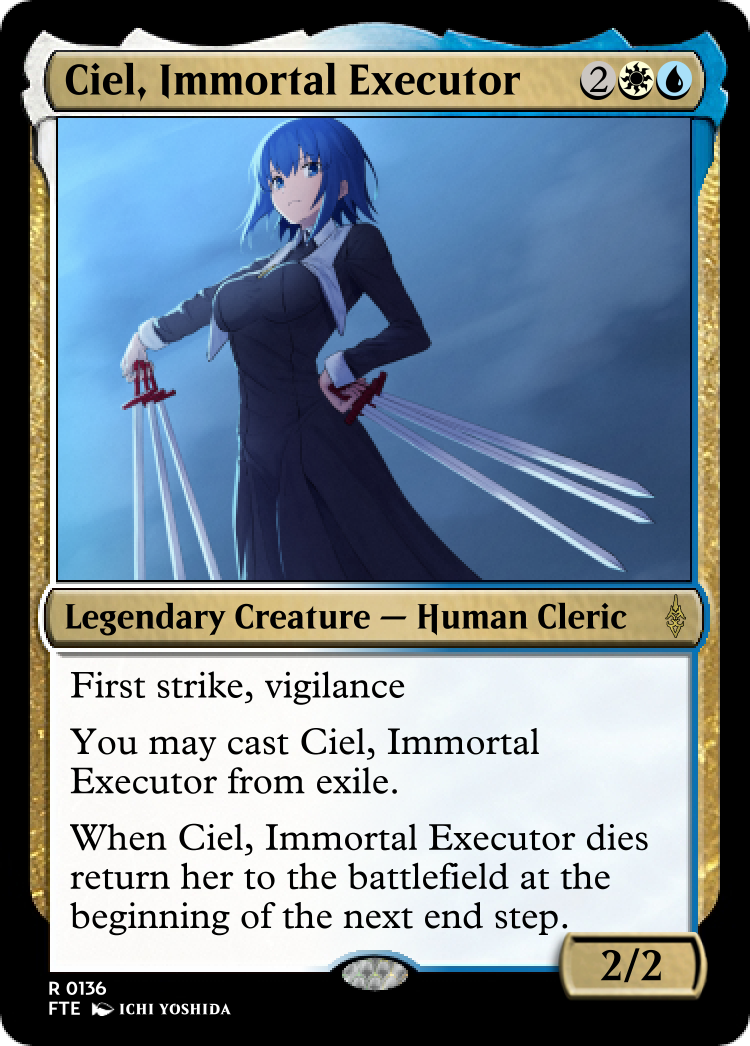 Ciel, Immortal Executor 2
Legendary Creature — Human Cleric
First strike, vigilance
You may cast Ciel, Immortal
Executor from exile.
When Ciel, Immortal Executor dies
return her to the battlefield at the
beginning of the next end step.
2/2
R 0136
FTE ICHI YOSHIDA